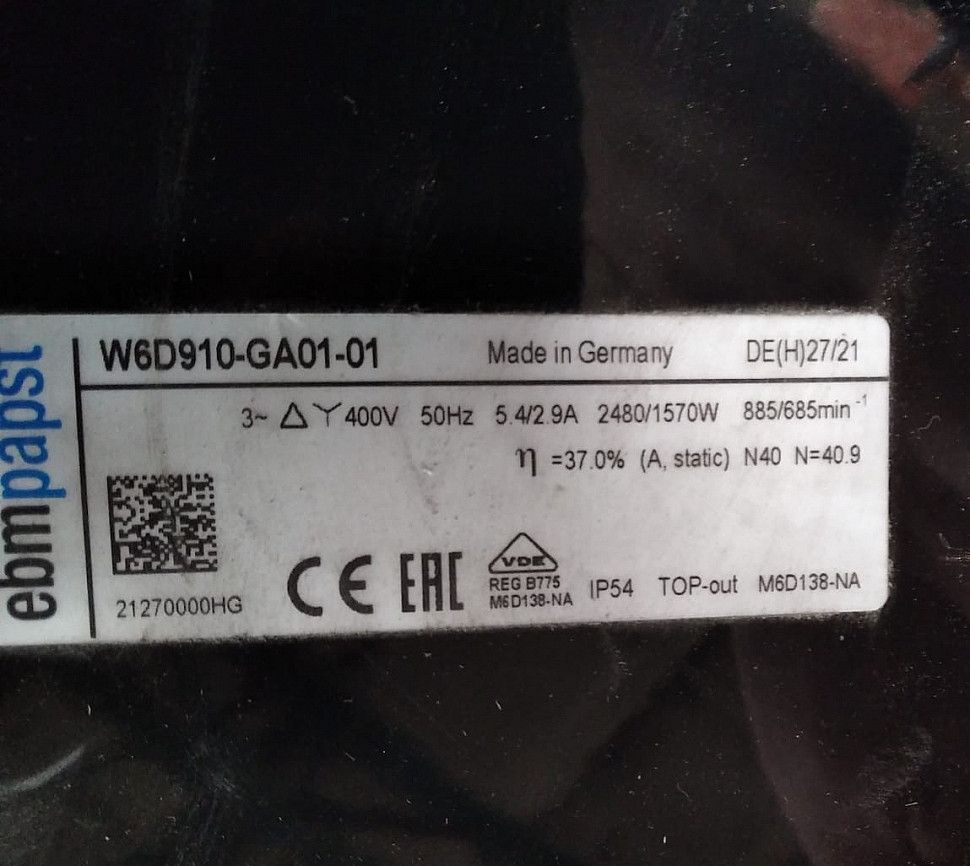 ebmpapst
W6D910-GA01-01 Made in Germany DE(H)27/21
3~ △ Y 400V 50Hz 5.4/2.9A 2480/1570W 885/685min⁻¹
η =37.0% (A, static) N40 N=40.9
21270000HG
CE EAC
VDE
REG B775
M6D138-NA
IP54 TOP-out M6D138-NA